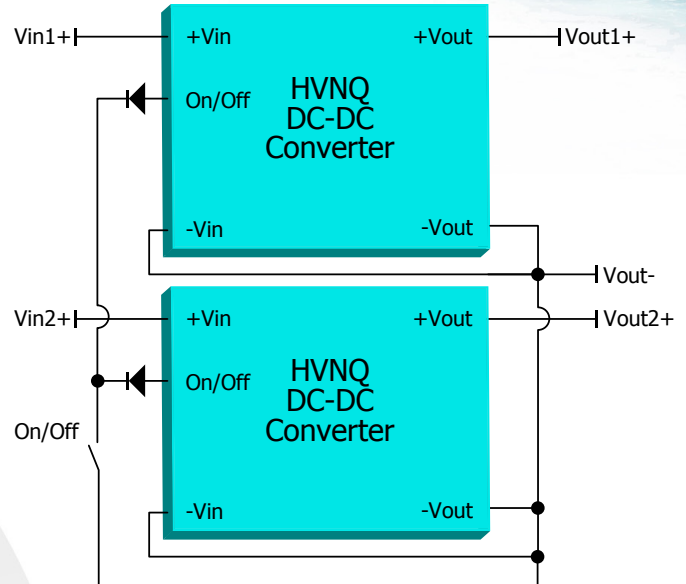 Vin1+
+Vin
+Vout
Vout1+
On/Off
HVNQ
DC-DC
Converter
-Vin
-Vout
Vout-
Vin2+
+Vin
+Vout
Vout2+
On/Off
HVNQ
DC-DC
Converter
On/Off
-Vin
-Vout